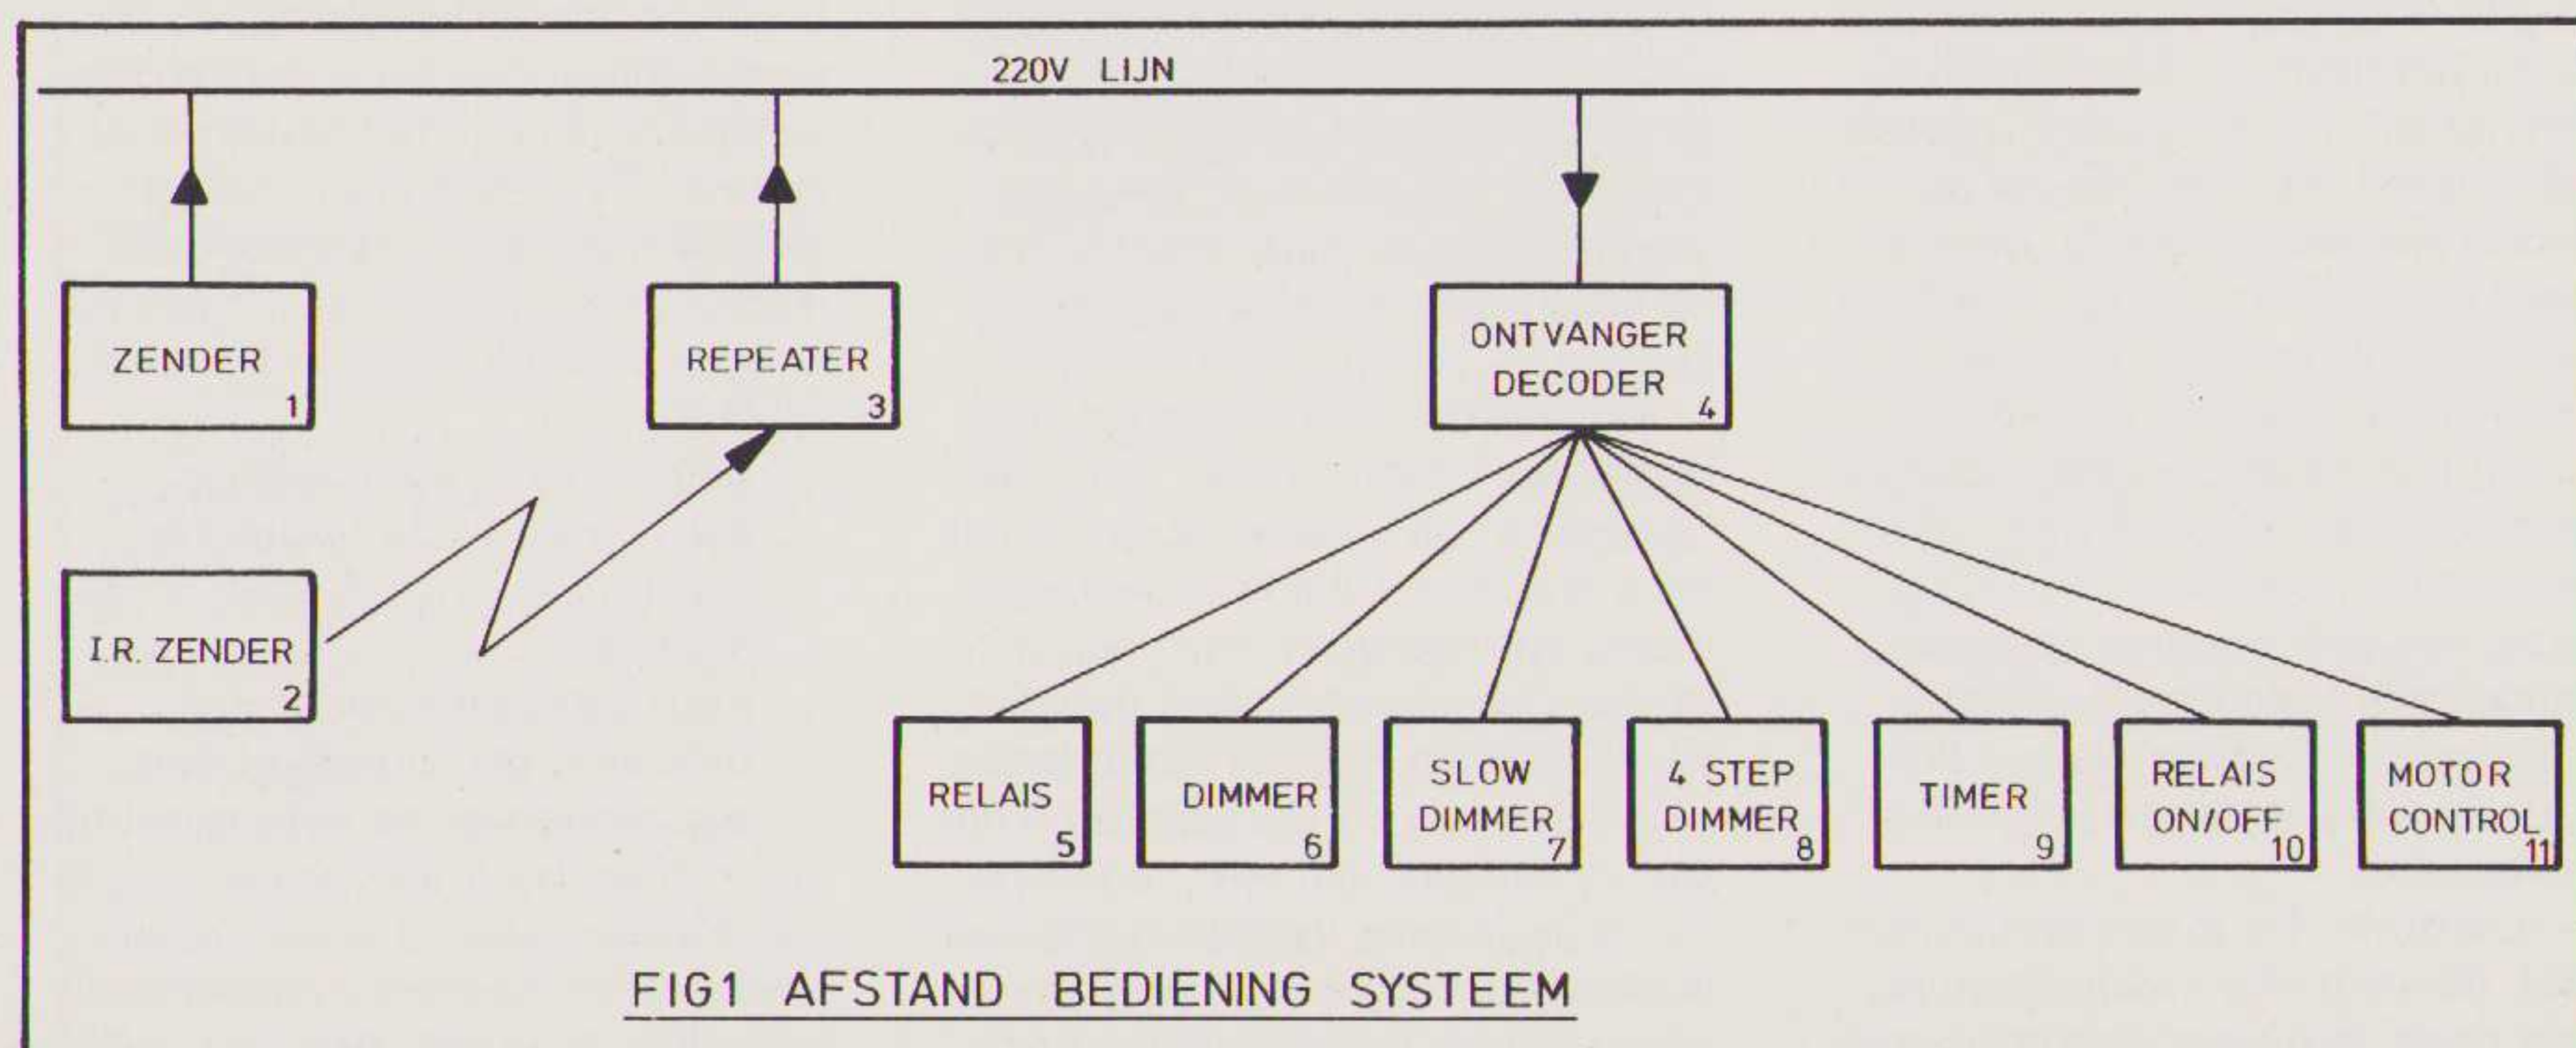 220V LIJN
ZENDER
1
REPEATER
3
ONTVANGER
DECODER
4
I.R. ZENDER
2
RELAIS
5
DIMMER
6
SLOW
DIMMER
7
4 STEP
DIMMER
8
TIMER
9
RELAIS
ON/OFF
10
MOTOR
CONTROL
11
FIG1 AFSTAND BEDIENING SYSTEEM